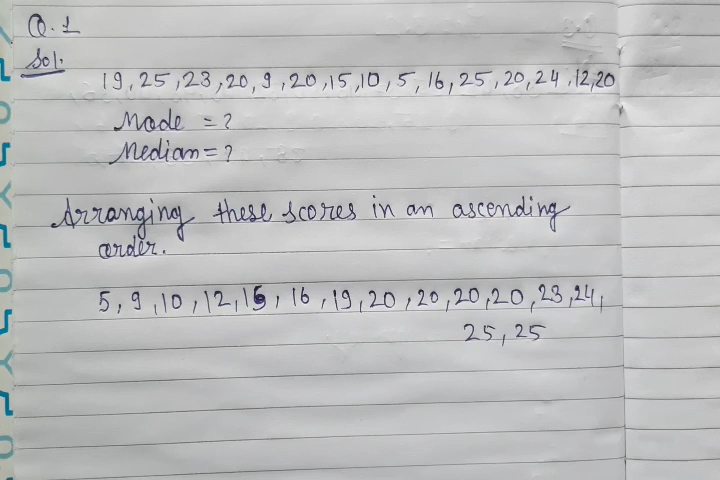 Q. 1
Sol.
19, 25, 23, 20, 9, 20, 15, 10, 5, 16, 25, 20, 24, 12, 20
Mode = ?
Median = ?
Arranging these scores in an ascending
order.
5, 9, 10, 12, 15, 16, 19, 20, 20, 20, 20, 23, 24,
25, 25